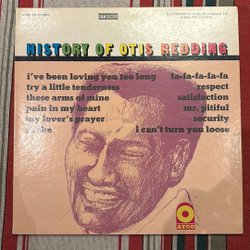 STEREO
HISTORY OF OTIS REDDING
i've been loving you too long
try a little tenderness
these arms of mine
pain in my heart
my lover's prayer
shake
fa-fa-fa-fa-fa
respect
satisfaction
mr. pitiful
security
i can't turn you loose
ATCO